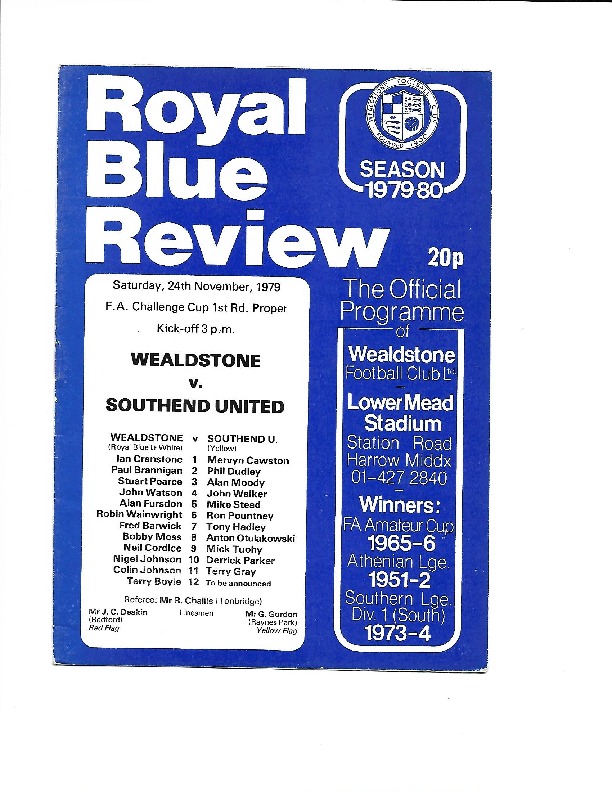 Royal
Blue
Review
SEASON
1979-80
20p
Saturday, 24th November, 1979
F.A. Challenge Cup 1st Rd. Proper
Kick-off 3 p.m.
WEALDSTONE
v.
SOUTHEND UNITED
WEALDSTONE v SOUTHEND U.
(Royal Blue & White) (Yellow)
Ian Cranstone 1 Mervyn Cawston
Paul Brannigan 2 Phil Dudley
Stuart Pearce 3 Alan Moody
John Watson 4 John Walker
Alan Fursdon 5 Mike Stead
Robin Wainwright 6 Ron Pountney
Fred Barwick 7 Tony Hadley
Bobby Moss 8 Anton Otulakowski
Neil Cordice 9 Mick Tuohy
Nigel Johnson 10 Derrick Parker
Colin Johnson 11 Terry Gray
Terry Boyle 12 To be announced
Referee: Mr R. Challis (Tonbridge)
Mr J. C. Deakin Linesmen Mr G. Gordon
(Bedford) (Raynes Park)
Red Flag Yellow Flag
The Official
Programme
of
Wealdstone
Football Club Ltd.
Lower Mead
Stadium
Station Road
Harrow Middx
01-427 2840
Winners:
FA Amateur Cup
1965-6
Athenian Lge.
1951-2
Southern Lge.
Div. 1 (South)
1973-4